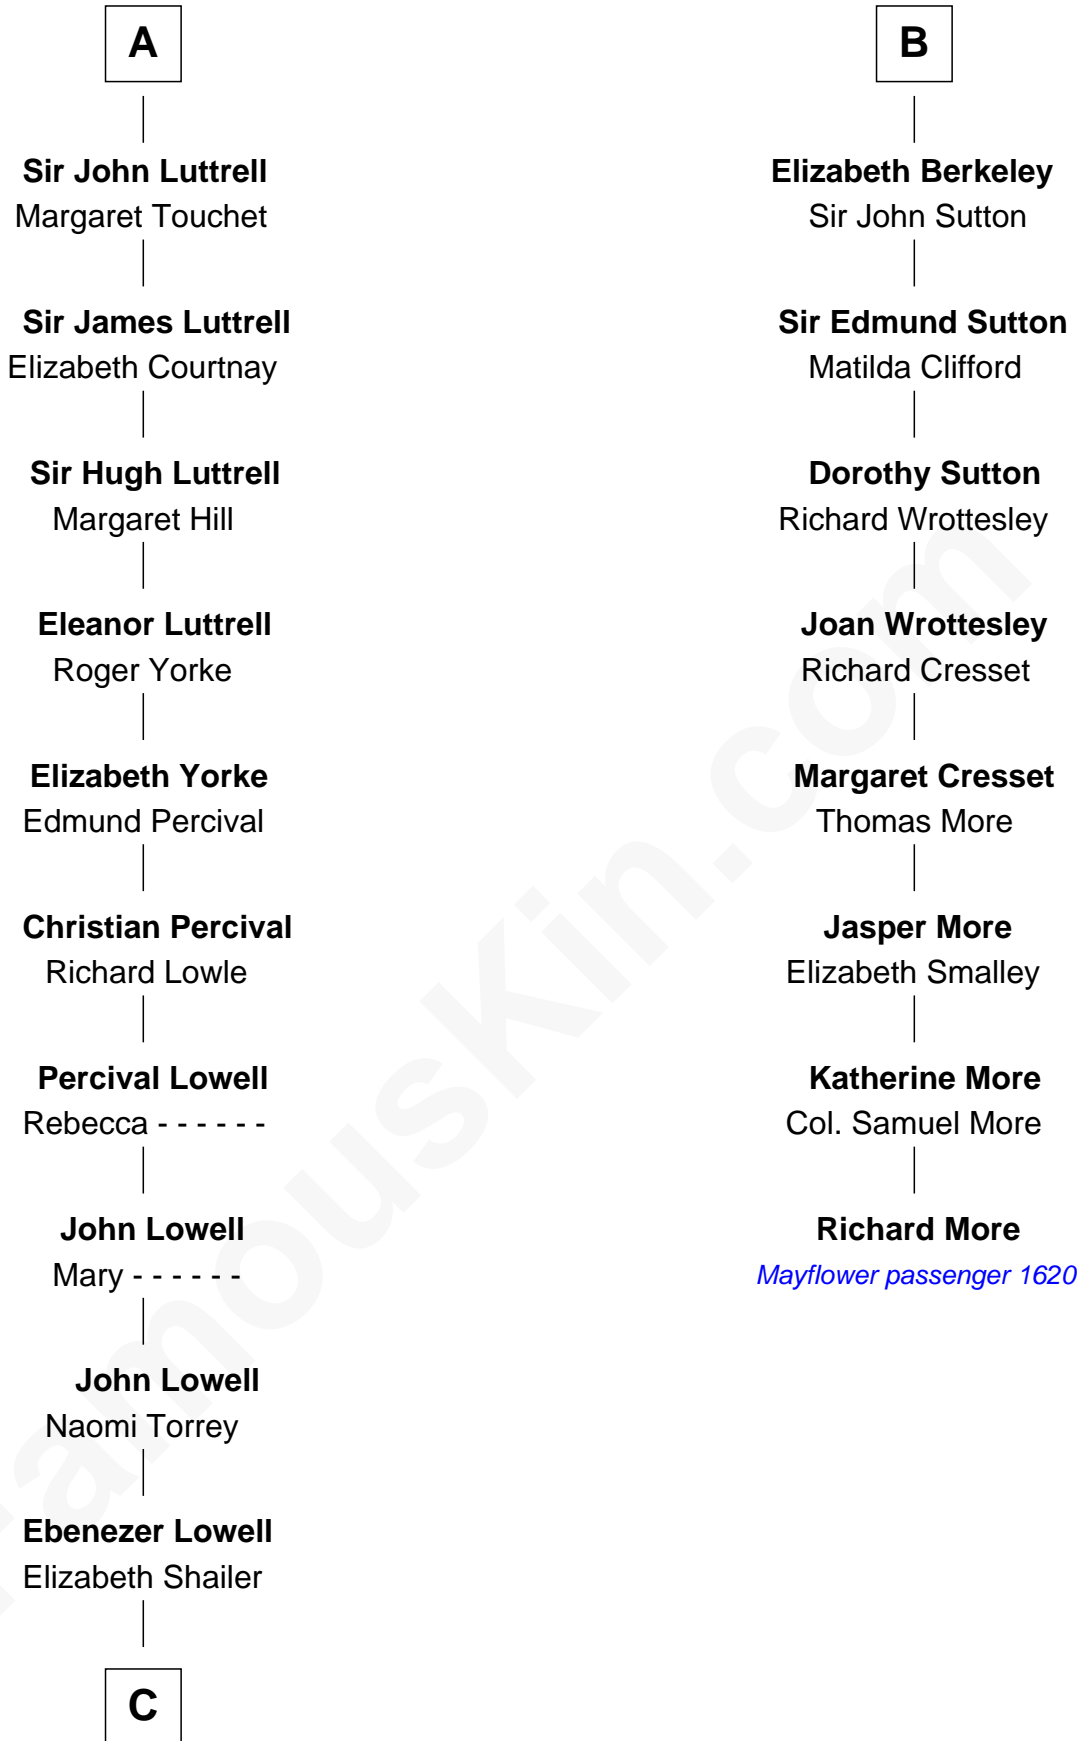 A
Sir John Luttrell
Margaret Touchet
Sir James Luttrell
Elizabeth Courtnay
Sir Hugh Luttrell
Margaret Hill
Eleanor Luttrell
Roger Yorke
Elizabeth Yorke
Edmund Percival
Christian Percival
Richard Lowle
Percival Lowell
Rebecca - - - - - -
John Lowell
Mary - - - - - -
John Lowell
Naomi Torrey
Ebenezer Lowell
Elizabeth Shailer
C
B
Elizabeth Berkeley
Sir John Sutton
Sir Edmund Sutton
Matilda Clifford
Dorothy Sutton
Richard Wrottesley
Joan Wrottesley
Richard Cresset
Margaret Cresset
Thomas More
Jasper More
Elizabeth Smalley
Katherine More
Col. Samuel More
Richard More
Mayflower passenger 1620
FamousKin.com